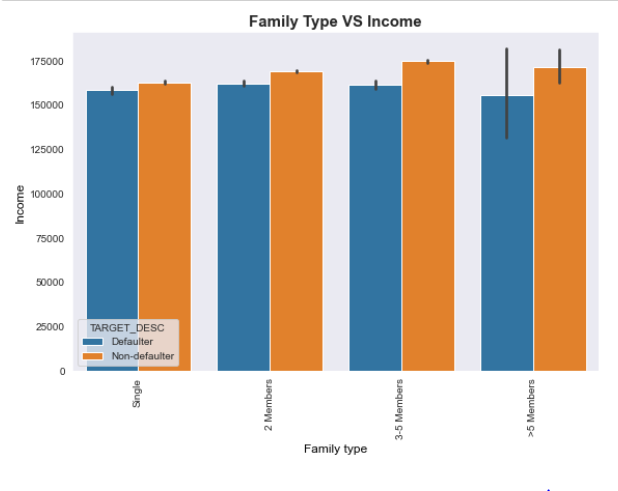 Family Type VS Income
175000
150000
125000
100000
75000
50000
25000
0
Income
TARGET_DESC
Defaulter
Non-defaulter
Single
2 Members
3-5 Members
>5 Members
Family type